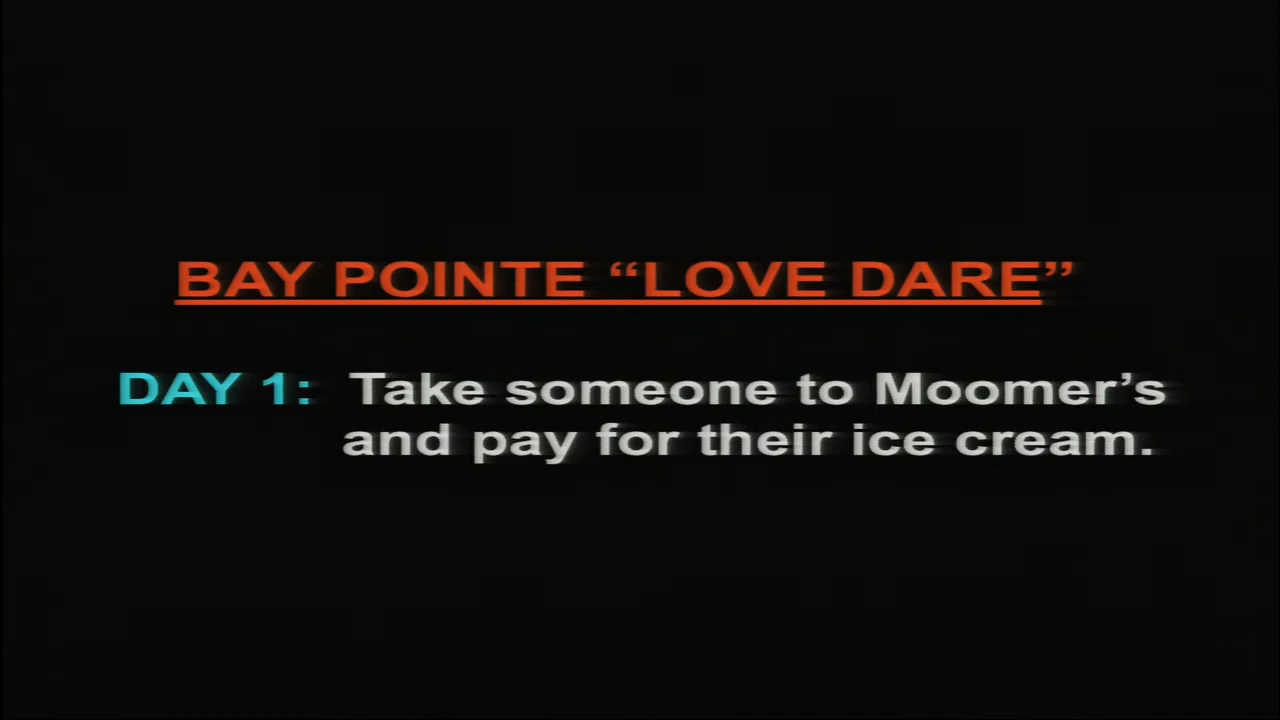 BAY POINTE “LOVE DARE”
DAY 1: Take someone to Moomer’s
and pay for their ice cream.